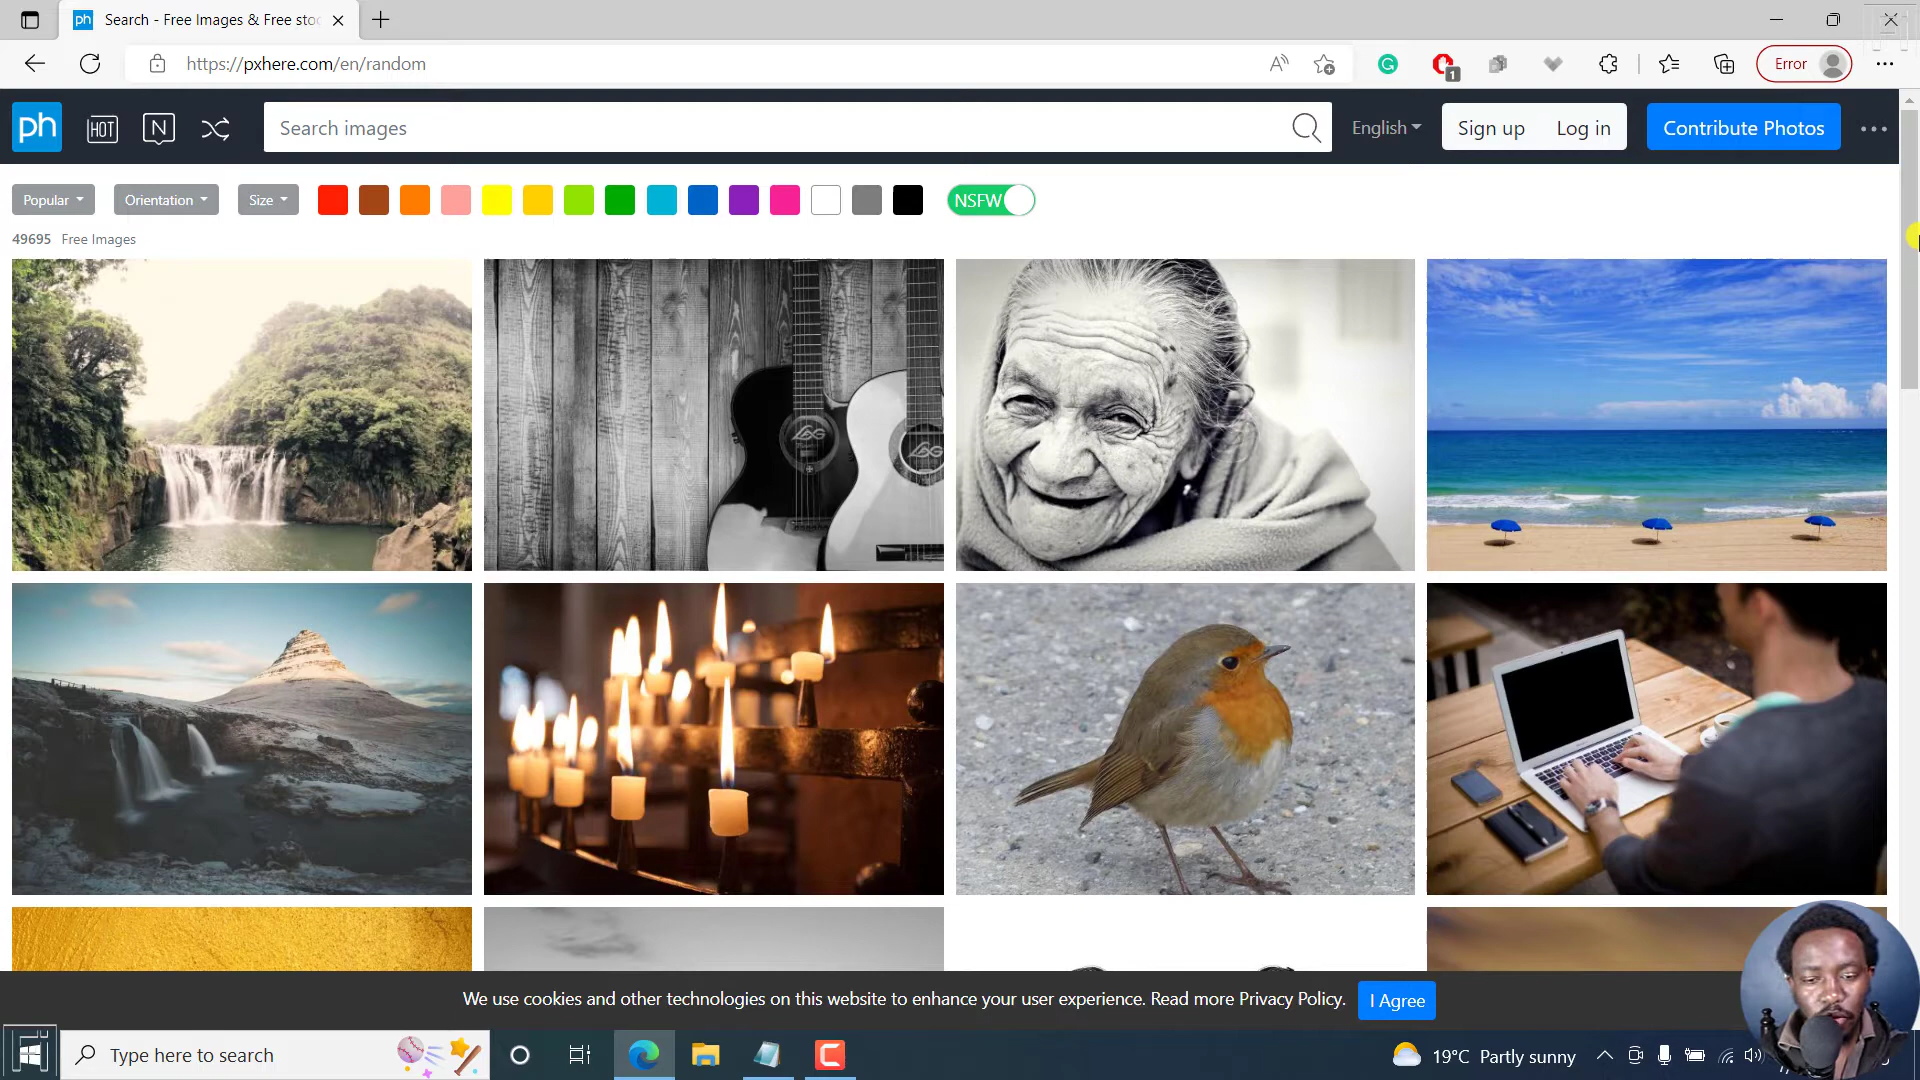 ph Search - Free Images & Free stoc
https://pxhere.com/en/random
1
Error
ph HOT N Search images English Sign up Log in Contribute Photos
Popular Orientation Size NSFW
49695 Free Images
We use cookies and other technologies on this website to enhance your user experience. Read more Privacy Policy. I Agree
Type here to search
19°C Partly sunny